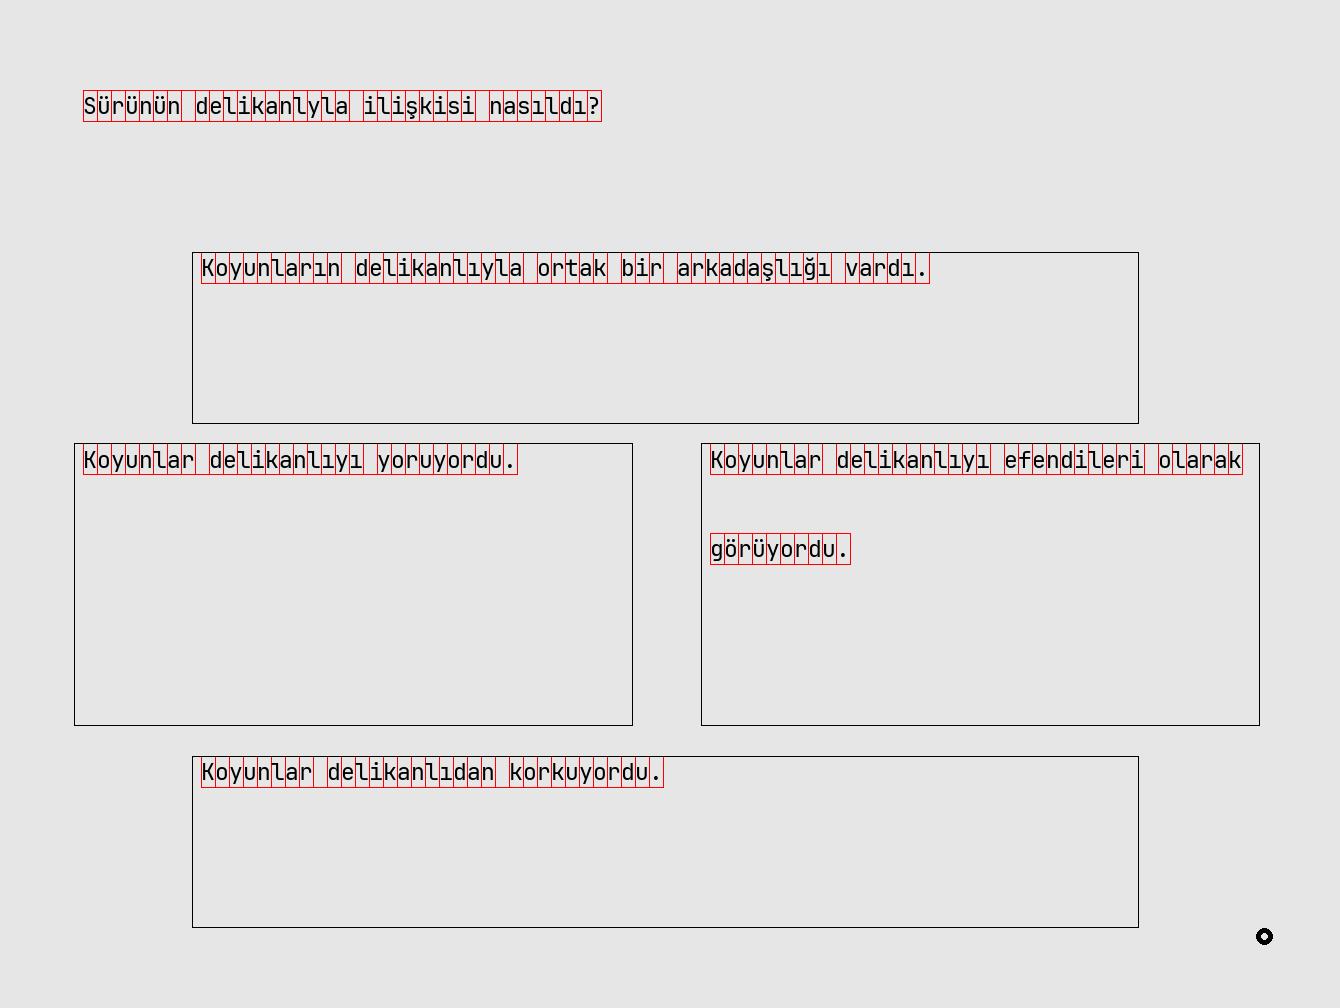 Sürünün delikanlyla ilişkisi nasıldı?
Koyunların delikanlıyla ortak bir arkadaşlığı vardı.
Koyunlar delikanlıyı yoruyordu.
Koyunlar delikanlıyı efendileri olarak
görüyordu.
Koyunlar delikanlıdan korkuyordu.